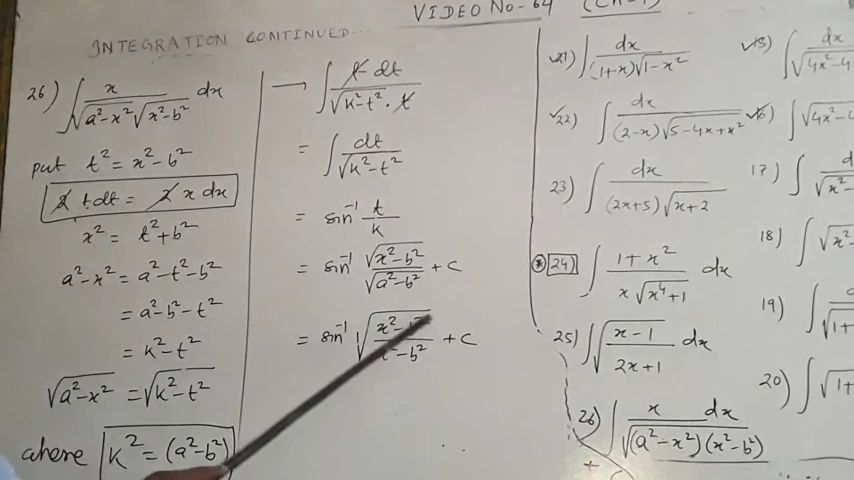 VIDEO No-64 (Ch-7)
INTEGRATION CONTINUED...
26) ∫ x / √(a²-x²) √(x²-b²) dx
put t² = x²-b²
2 t dt = 2 x dx
x² = t²+b²
a²-x² = a²-t²-b²
= a²-b²-t²
= k²-t²
√(a²-x²) = √(k²-t²)
where k² = (a²-b²)
→ ∫ t dt / √(k²-t²) · t
= ∫ dt / √(k²-t²)
= sin⁻¹ t/k
= sin⁻¹ √(x²-b²) / √(a²-b²) + c
= sin⁻¹ √(x²- / -b²) + c
21) ∫ dx / (1+x)√(1-x²)
22) ∫ dx / (2-x)√(5-4x+x²)
23) ∫ dx / (2x+5)√(x+2)
24) ∫ 1+x² / x√(x⁴+1) dx
25) ∫ √(x-1 / 2x+1) dx
26) ∫ x dx / √((a²-x²)(x²-b²))
+ C
∫ dx / √(4x²-4
∫ √(4x²-
17) ∫ d / √(x²-
18) ∫ √(x²-
19) ∫ / √(1+
20) ∫ √(1+